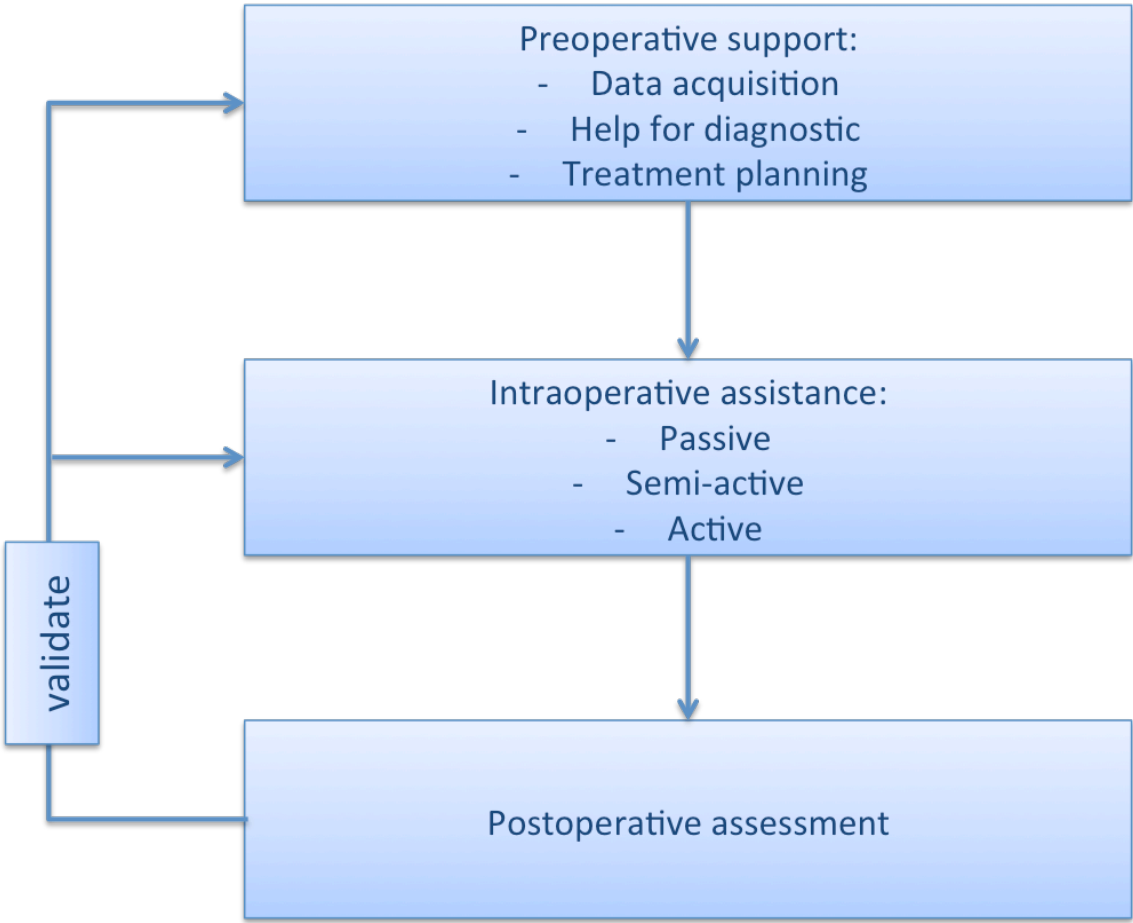 Preoperative support:
- Data acquisition
- Help for diagnostic
- Treatment planning
Intraoperative assistance:
- Passive
- Semi-active
- Active
validate
Postoperative assessment